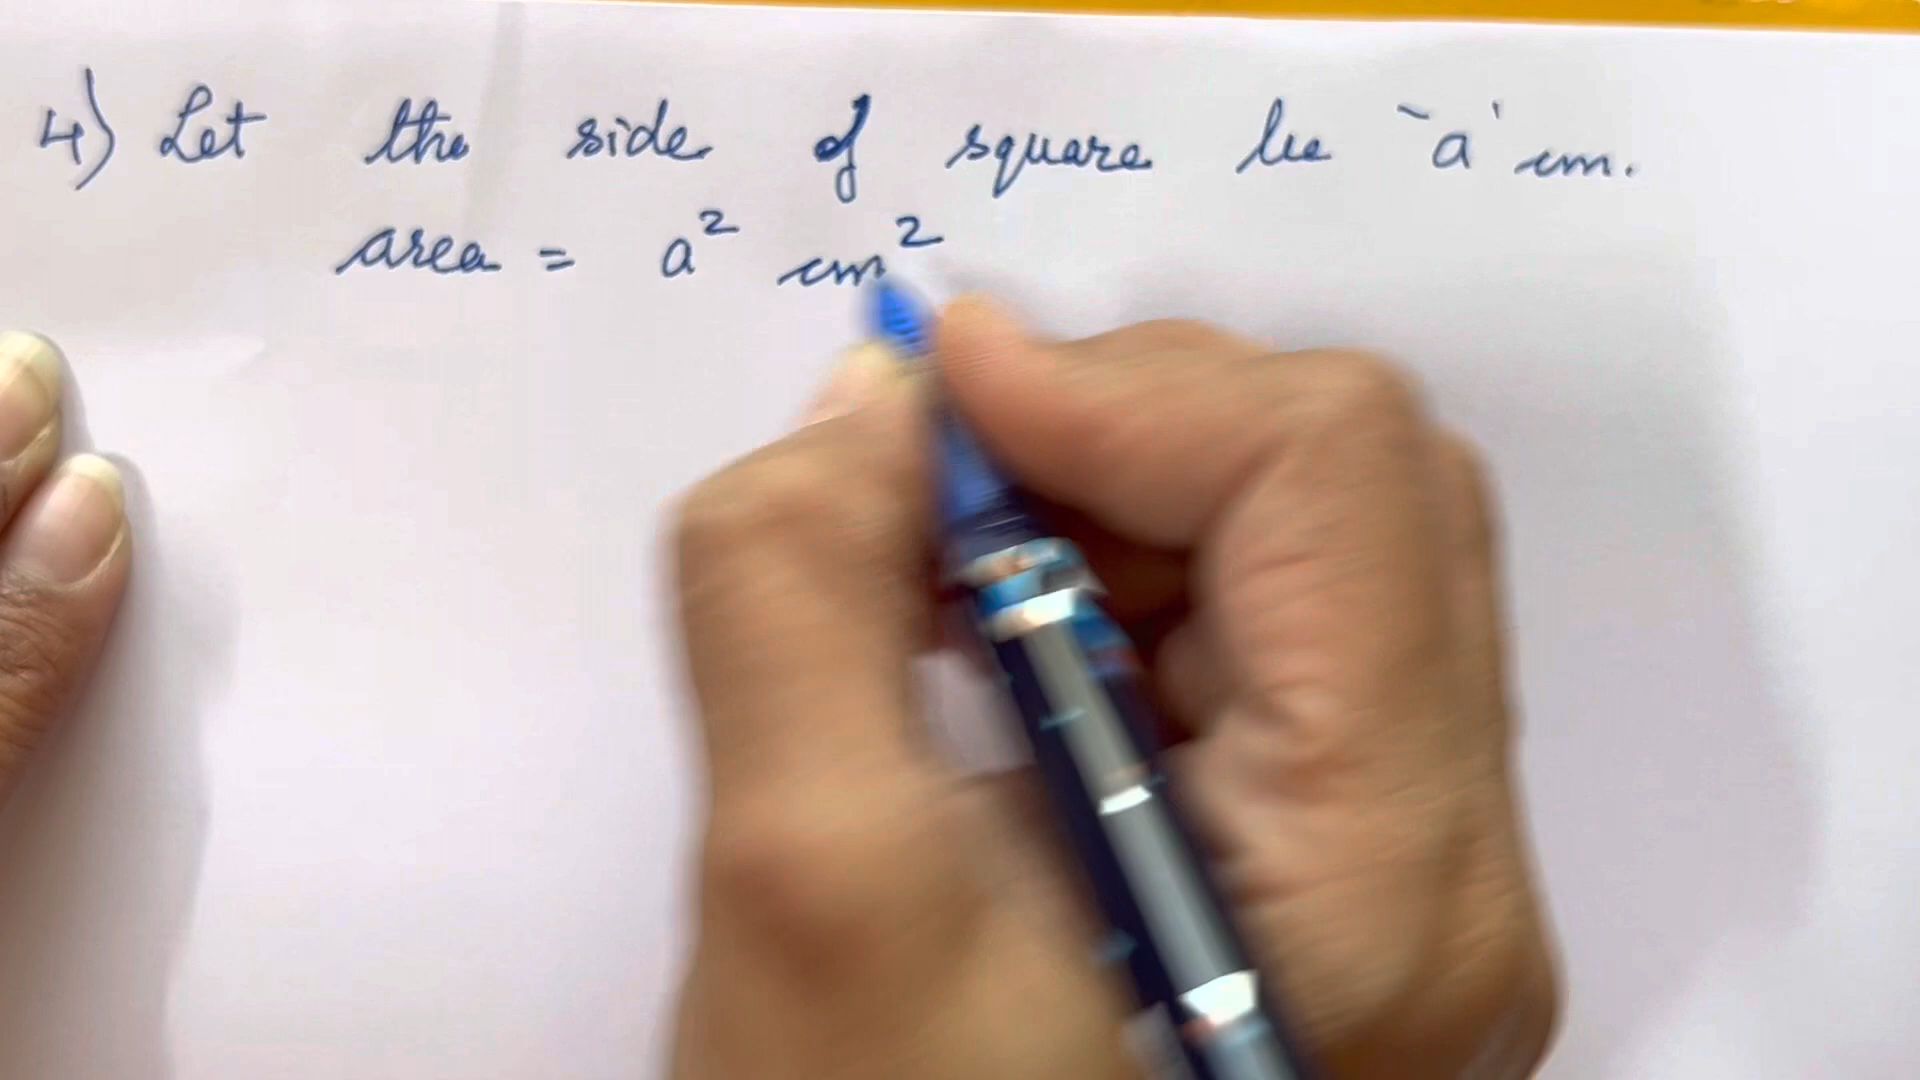 4) Let the side of square be `a' cm.
area = a² cm²